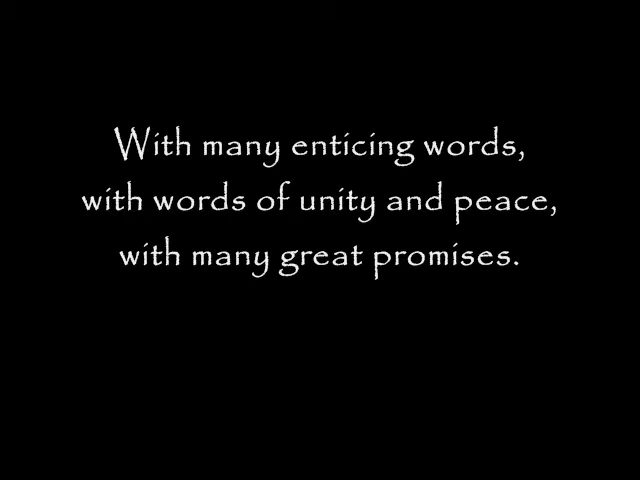 With many enticing words,
with words of unity and peace,
with many great promises.